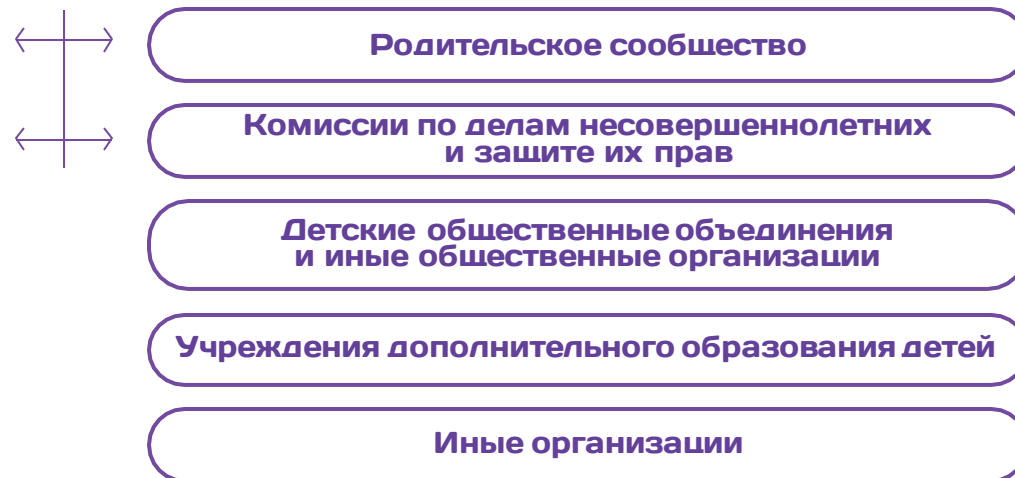 Родительское сообщество
Комиссии по делам несовершеннолетних
и защите их прав
Детские общественные объединения
и иные общественные организации
Учреждения дополнительного образования детей
Иные организации